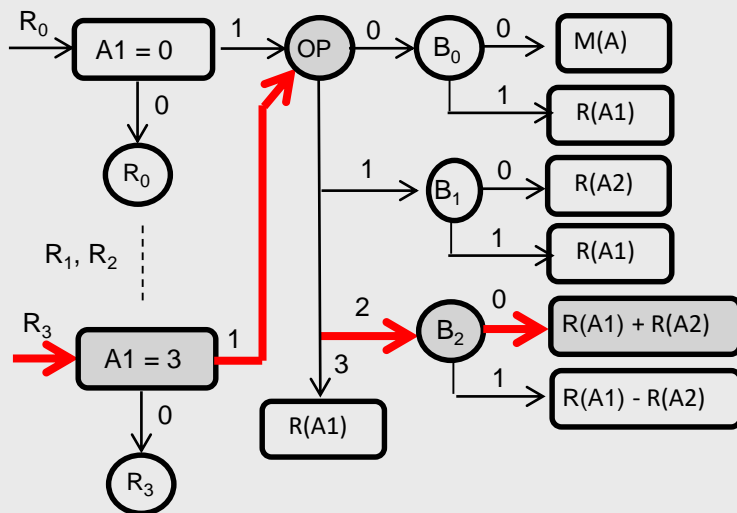 R₀
A1 = 0
1
OP
0
B₀
0
M(A)
0
1
R(A1)
R₀
1
B₁
0
R(A2)
R₁, R₂
1
R(A1)
R₃
A1 = 3
1
2
B₂
0
R(A1) + R(A2)
3
1
R(A1) - R(A2)
0
R(A1)
R₃